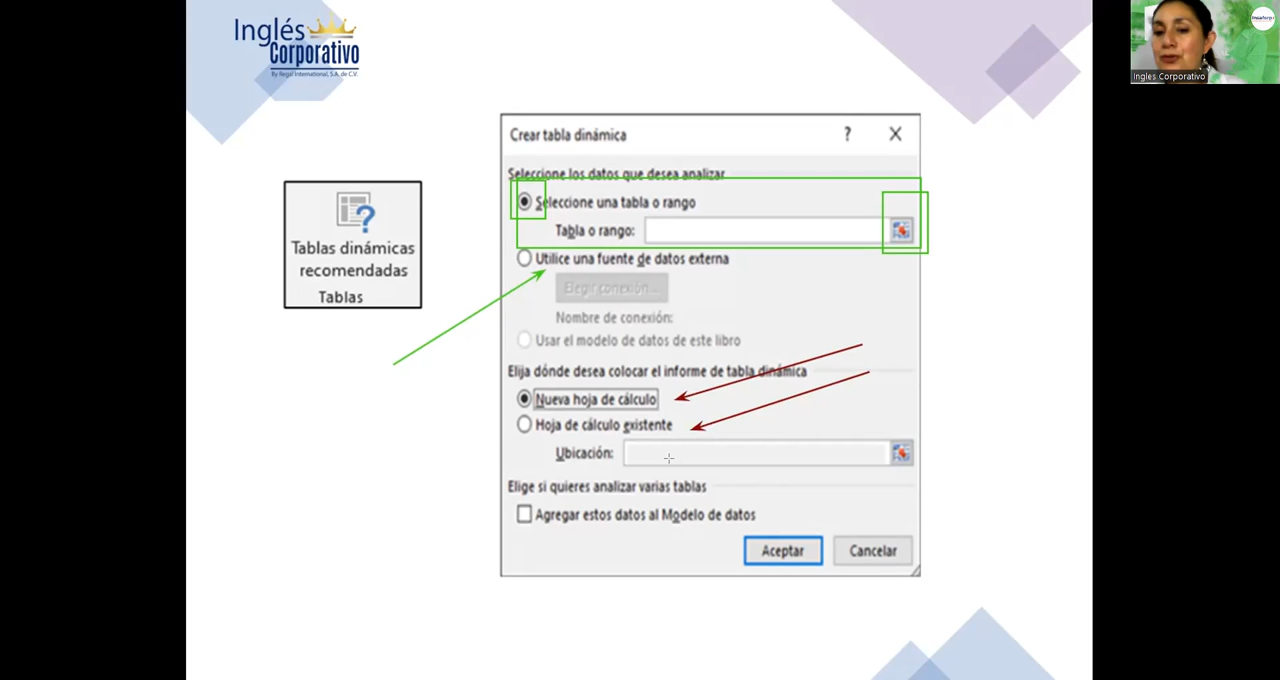 Inglés
Corporativo
By Regal International, S.A. de C.V.
Ingles Corporativo
Crear tabla dinámica
?
X
Seleccione los datos que desea analizar
Seleccione una tabla o rango
Tabla o rango:
Utilice una fuente de datos externa
Elegir conexión...
Nombre de conexión:
Usar el modelo de datos de este libro
Elija dónde desea colocar el informe de tabla dinámica
Nueva hoja de cálculo
Hoja de cálculo existente
Ubicación:
Elige si quieres analizar varias tablas
Agregar estos datos al Modelo de datos
Aceptar
Cancelar
Tablas dinámicas
recomendadas
Tablas